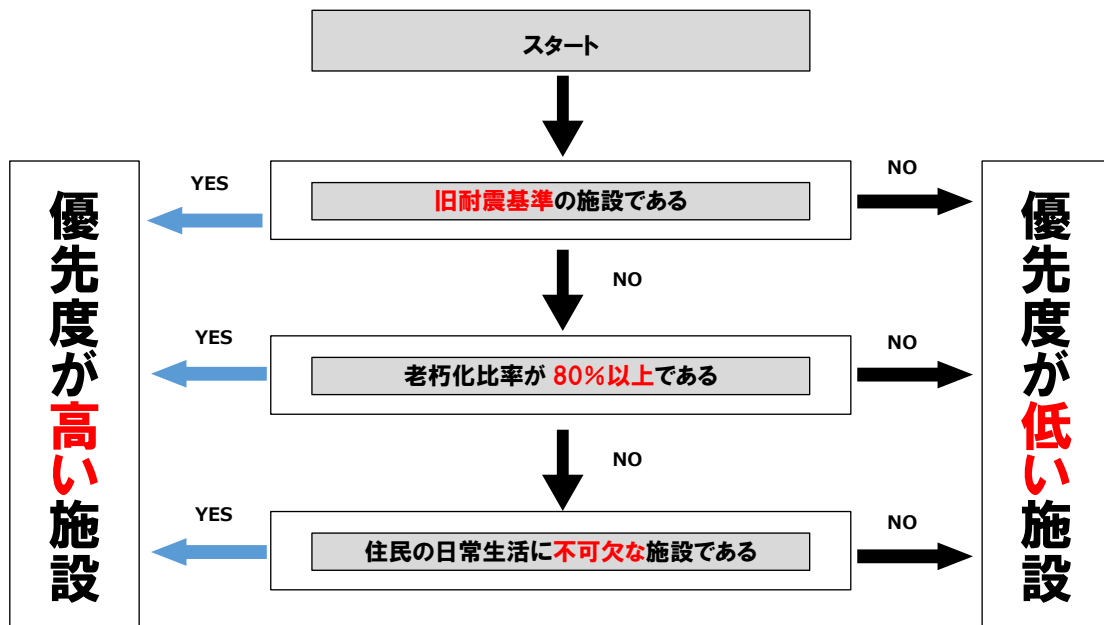 スタート
YES
NO
旧耐震基準の施設である
NO
YES
NO
老朽化比率が 80%以上である
NO
YES
NO
住民の日常生活に不可欠な施設である
優先度が高い施設
優先度が低い施設